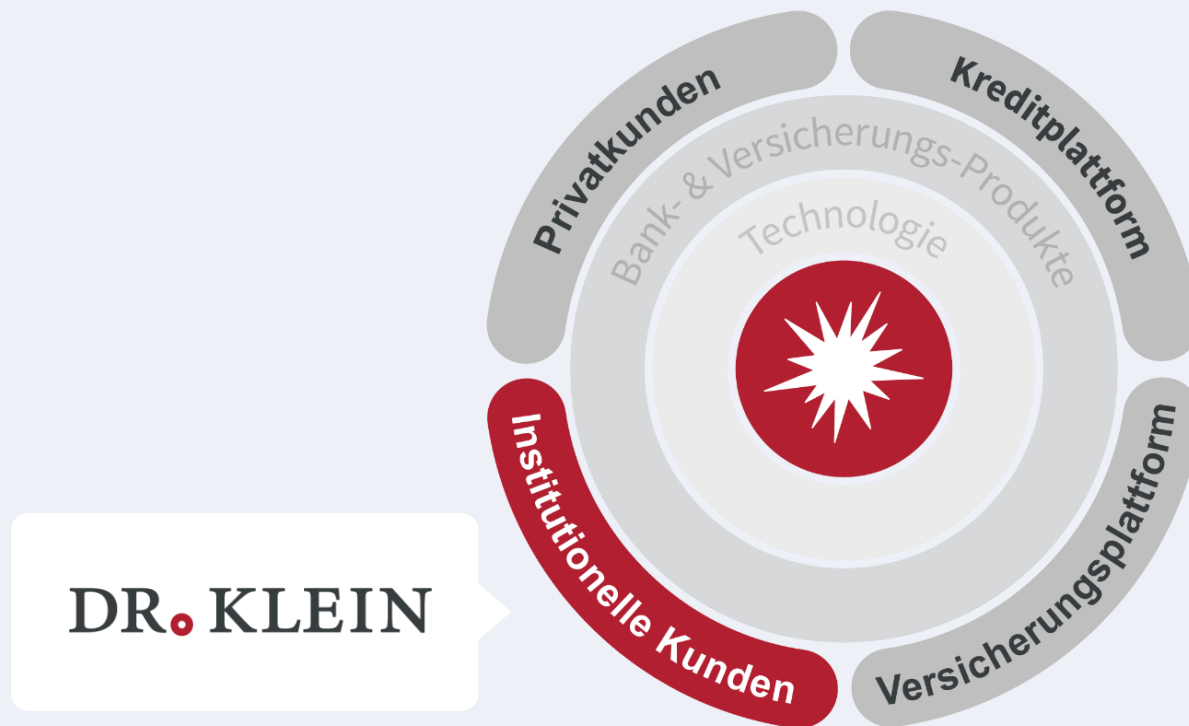 Privatkunden
Kreditplattform
Bank- & Versicherungs-Produkte
Technologie
Institutionelle Kunden
Versicherungsplattform
DR. KLEIN